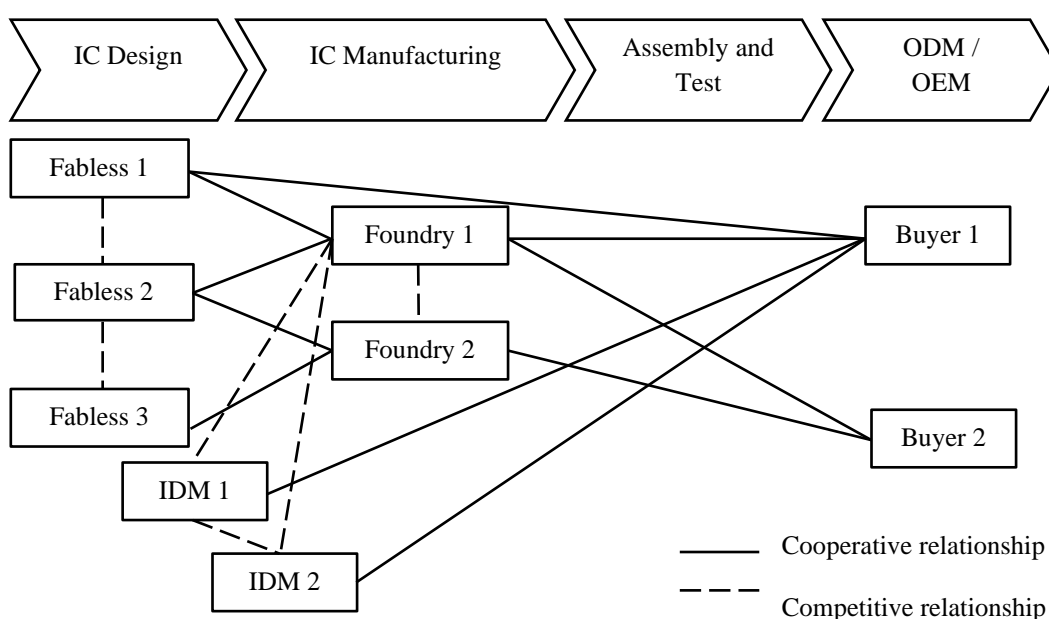 IC Design
IC Manufacturing
Assembly and
Test
ODM /
OEM
Fabless 1
Foundry 1
Buyer 1
Fabless 2
Foundry 2
Fabless 3
Buyer 2
IDM 1
IDM 2
Cooperative relationship
Competitive relationship